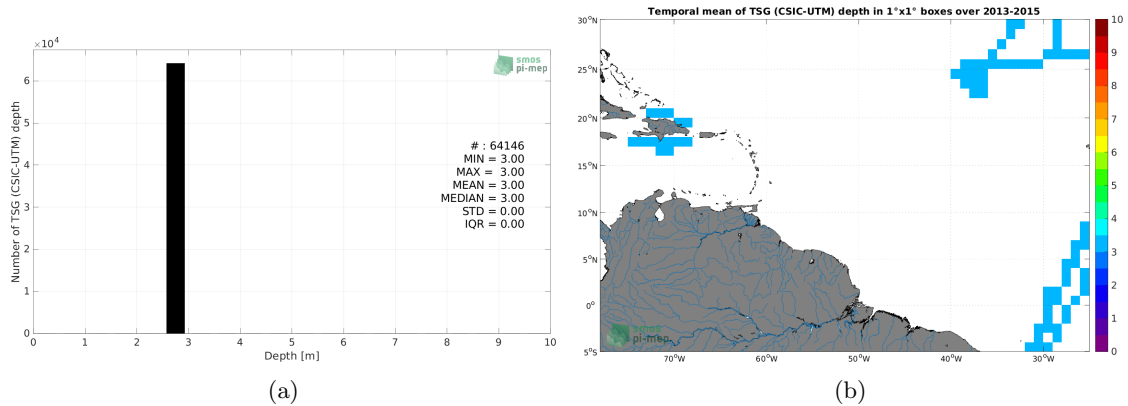 ×10⁴
6
5
4
3
2
1
0
Number of TSG (CSIC-UTM) depth
0 1 2 3 4 5 6 7 8 9 10
Depth [m]
smos
pi-mep
# : 64146
MIN = 3.00
MAX = 3.00
MEAN = 3.00
MEDIAN = 3.00
STD = 0.00
IQR = 0.00
(a)
Temporal mean of TSG (CSIC-UTM) depth in 1°x1° boxes over 2013-2015
30°N
25°N
20°N
15°N
10°N
5°N
0°
5°S
70°W 60°W 50°W 40°W 30°W
smos
pi-mep
10
9
8
7
6
5
4
3
2
1
0
(b)